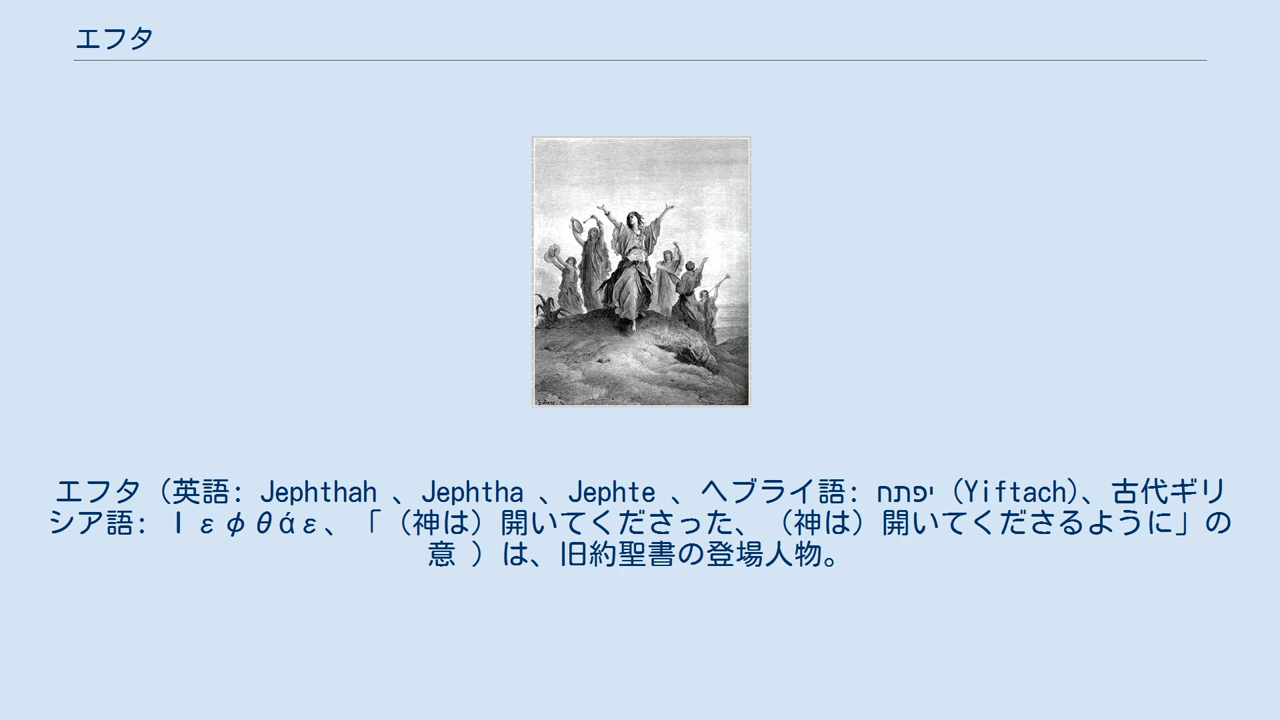 エフタ
エフタ（英語: Jephthah 、Jephtha 、Jephte 、ヘブライ語: יפתח (Yiftach)、古代ギリ
シア語: Ιεφθάε、「（神は）開いてくださった、（神は）開いてくださるように」の
意 ）は、旧約聖書の登場人物。